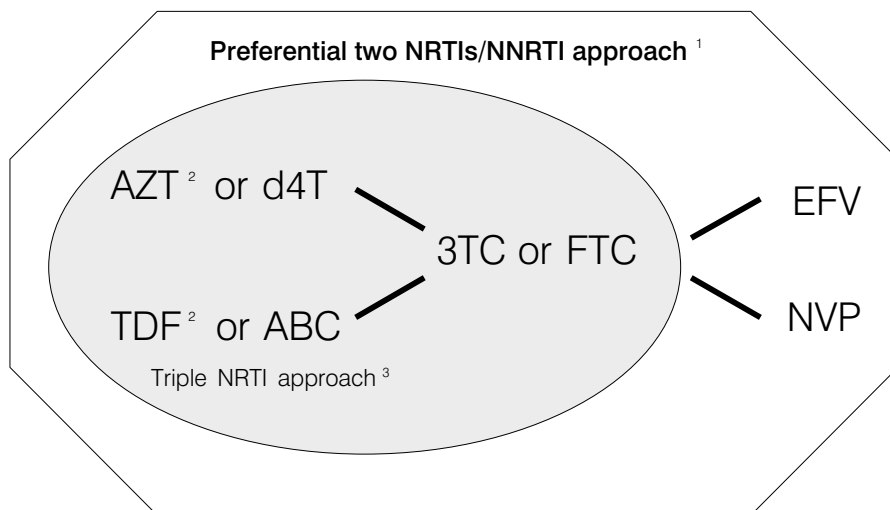 Preferential two NRTIs/NNRTI approach ¹
AZT ² or d4T
EFV
3TC or FTC
TDF ² or ABC
NVP
Triple NRTI approach ³